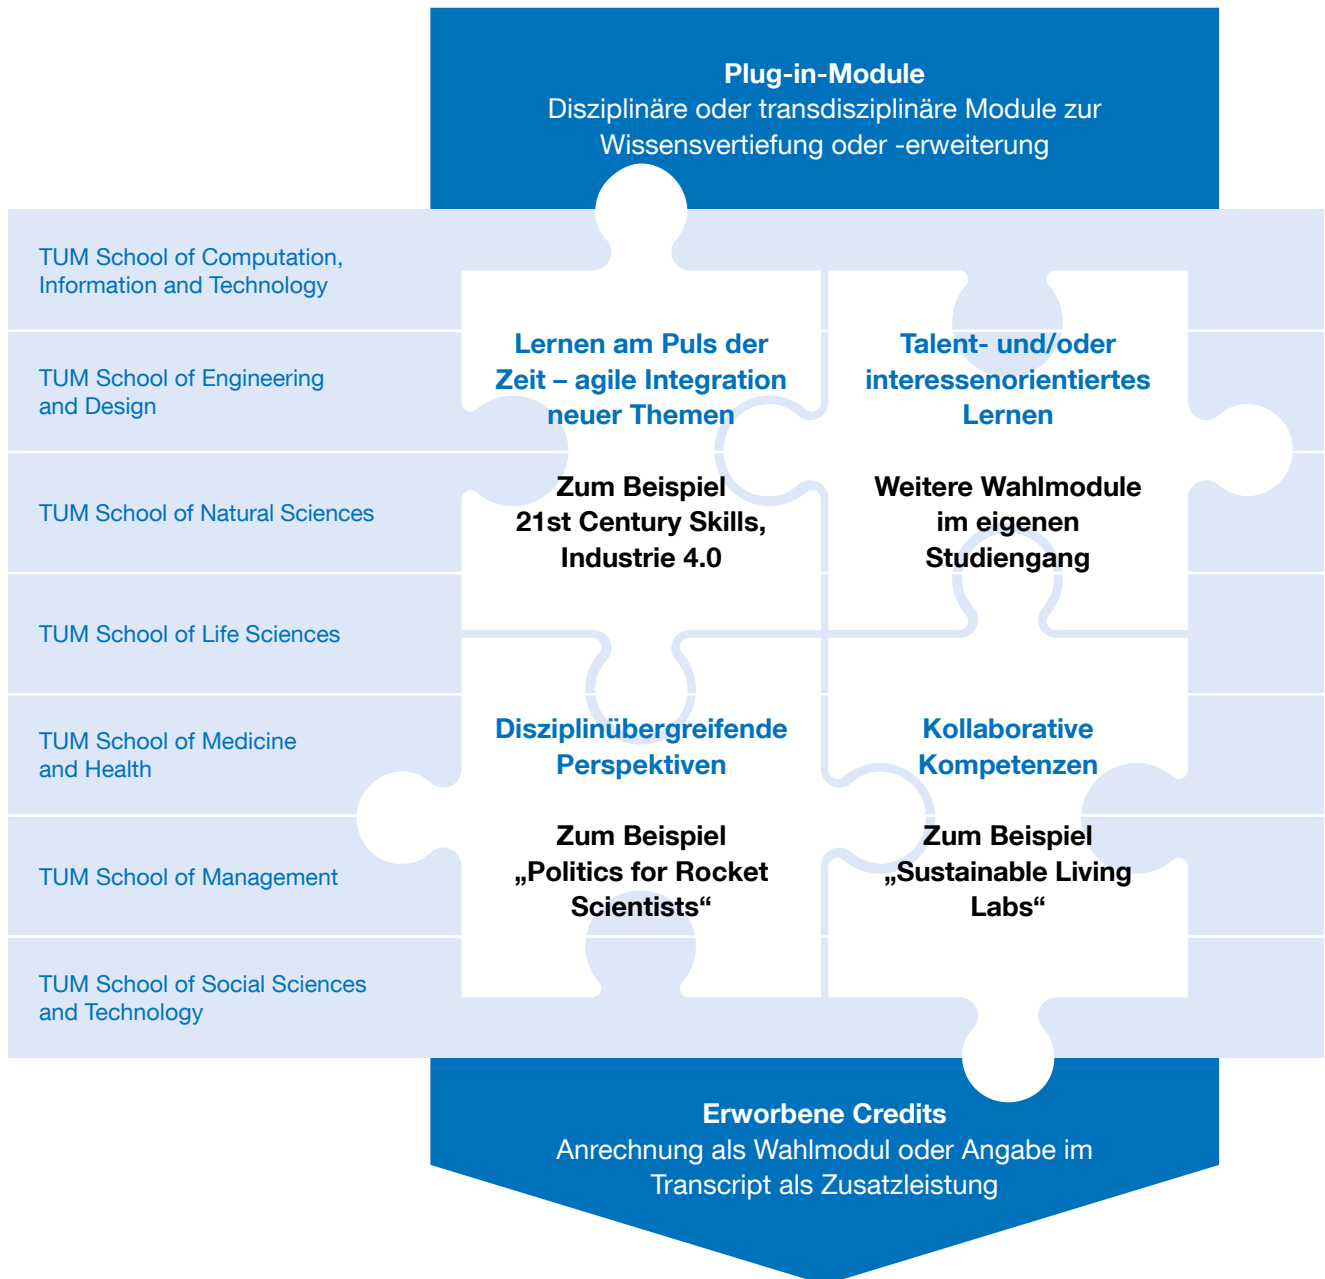 Plug-in-Module
Disziplinäre oder transdisziplinäre Module zur
Wissensvertiefung oder -erweiterung
TUM School of Computation,
Information and Technology
TUM School of Engineering
and Design
TUM School of Natural Sciences
TUM School of Life Sciences
TUM School of Medicine
and Health
TUM School of Management
TUM School of Social Sciences
and Technology
Lernen am Puls der
Zeit – agile Integration
neuer Themen
Zum Beispiel
21st Century Skills,
Industrie 4.0
Talent- und/oder
interessenorientiertes
Lernen
Weitere Wahlmodule
im eigenen
Studiengang
Disziplinübergreifende
Perspektiven
Zum Beispiel
„Politics for Rocket
Scientists“
Kollaborative
Kompetenzen
Zum Beispiel
„Sustainable Living
Labs“
Erworbene Credits
Anrechnung als Wahlmodul oder Angabe im
Transcript als Zusatzleistung